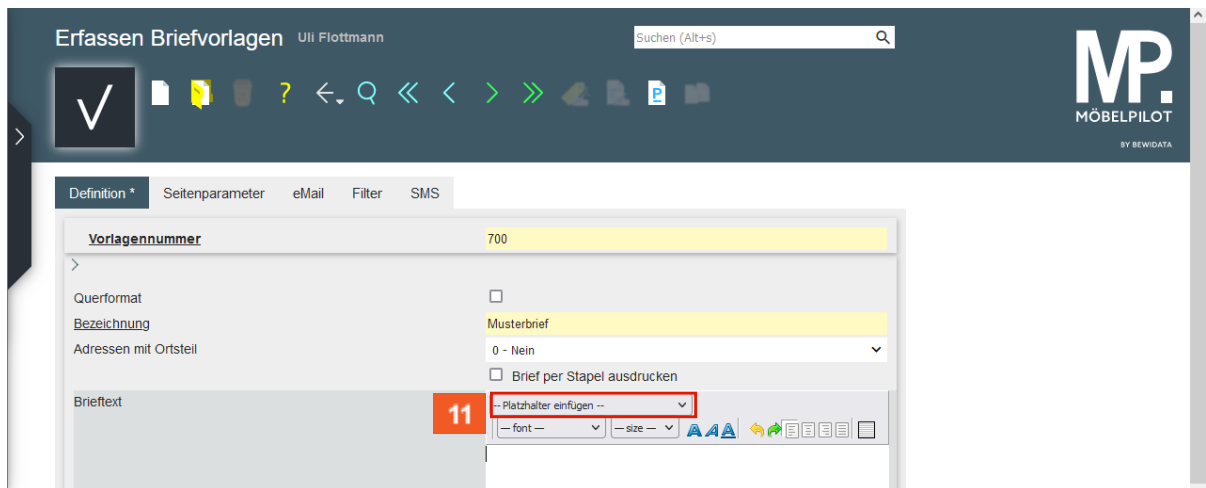 Erfassen Briefvorlagen Uli Flottmann
Suchen (Alt+s)
MP.
MÖBELPILOT
BY BEWIDATA
Definition * Seitenparameter eMail Filter SMS
Vorlagennummer 700
Querformat
Bezeichnung Musterbrief
Adressen mit Ortsteil 0 - Nein
Brief per Stapel ausdrucken
Brieftext 11 -- Platzhalter einfügen --
— font — — size — A A A